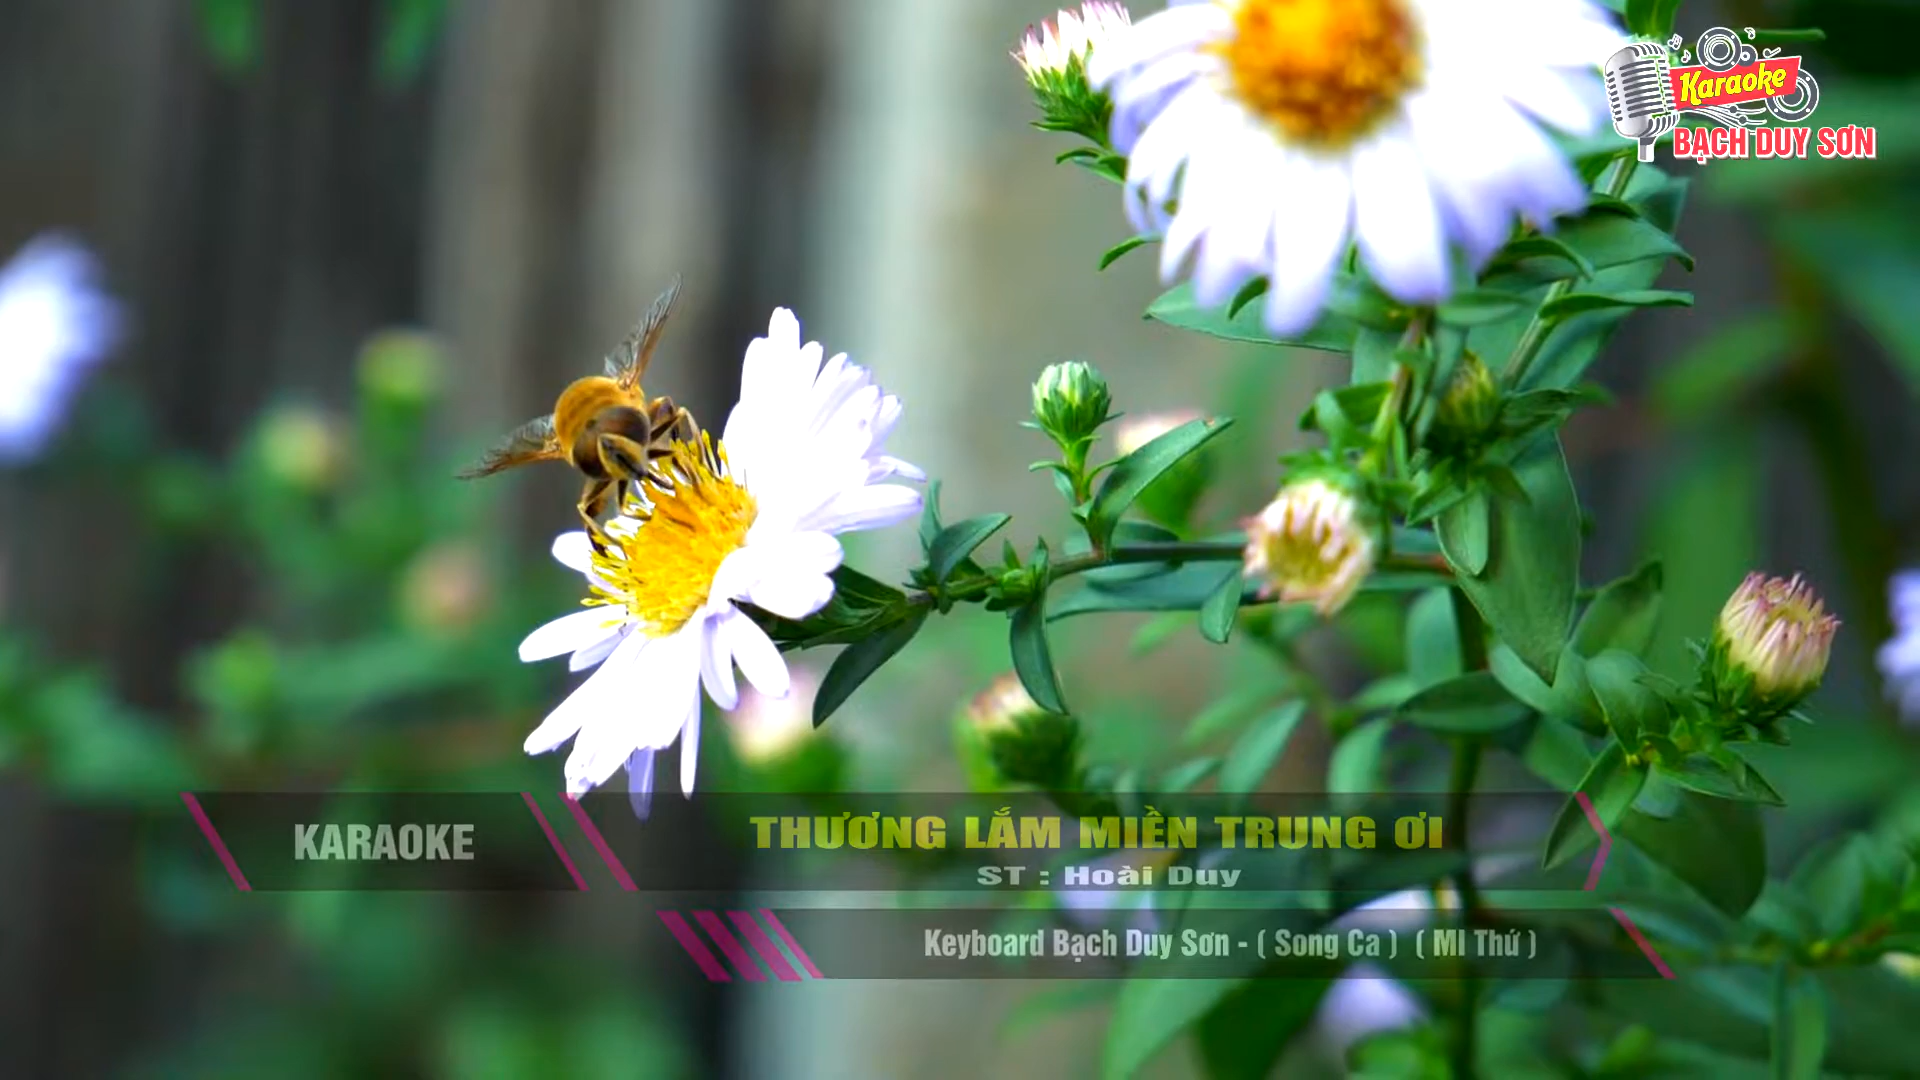 Karaoke
BẠCH DUY SƠN
KARAOKE
THƯƠNG LẮM MIỀN TRUNG ƠI
ST : Hoài Duy
Keyboard Bạch Duy Sơn - ( Song Ca ) ( MI Thứ )